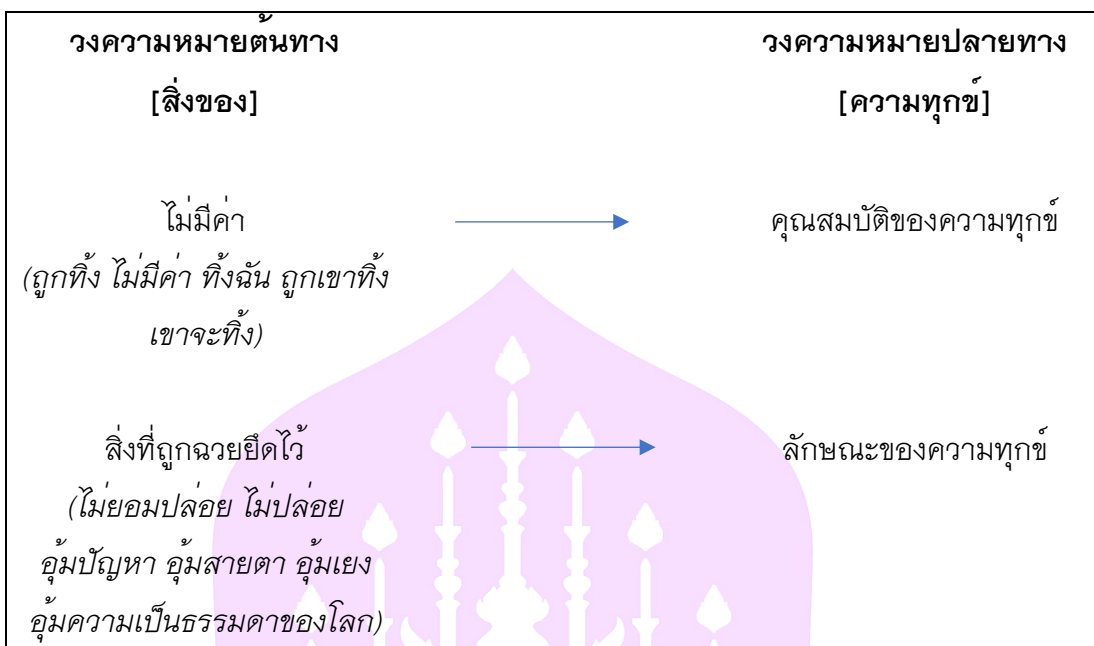 วงความหมายต้นทาง วงความหมายปลายทาง
[สิ่งของ] [ความทุกข์]
ไม่มีค่า คุณสมบัติของความทุกข์
(ถูกทิ้ง ไม่มีค่า ทิ้งฉัน ถูกเขาทิ้ง
เขาจะทิ้ง)
สิ่งที่ถูกฉวยยึดไว้ ลักษณะของความทุกข์
(ไม่ยอมปล่อย ไม่ปล่อย
อุ้มปัญหา อุ้มสายตา อุ้มเยง
อุ้มความเป็นธรรมดาของโลก)